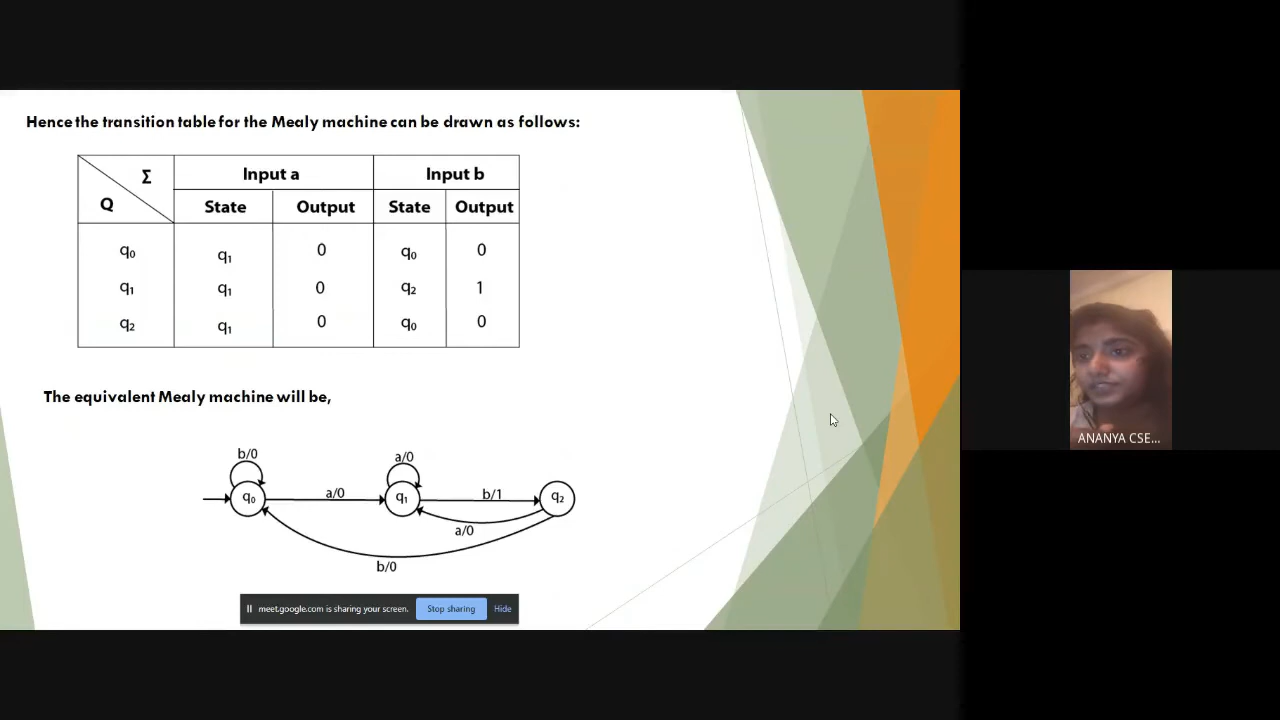 Hence the transition table for the Mealy machine can be drawn as follows:
Σ Input a Input b
Q State Output State Output
q₀ q₁ 0 q₀ 0
q₁ q₁ 0 q₂ 1
q₂ q₁ 0 q₀ 0
The equivalent Mealy machine will be,
b/0 a/0
q₀ a/0 q₁ b/1 q₂
a/0
b/0
meet.google.com is sharing your screen. Stop sharing Hide
ANANYA CSE...